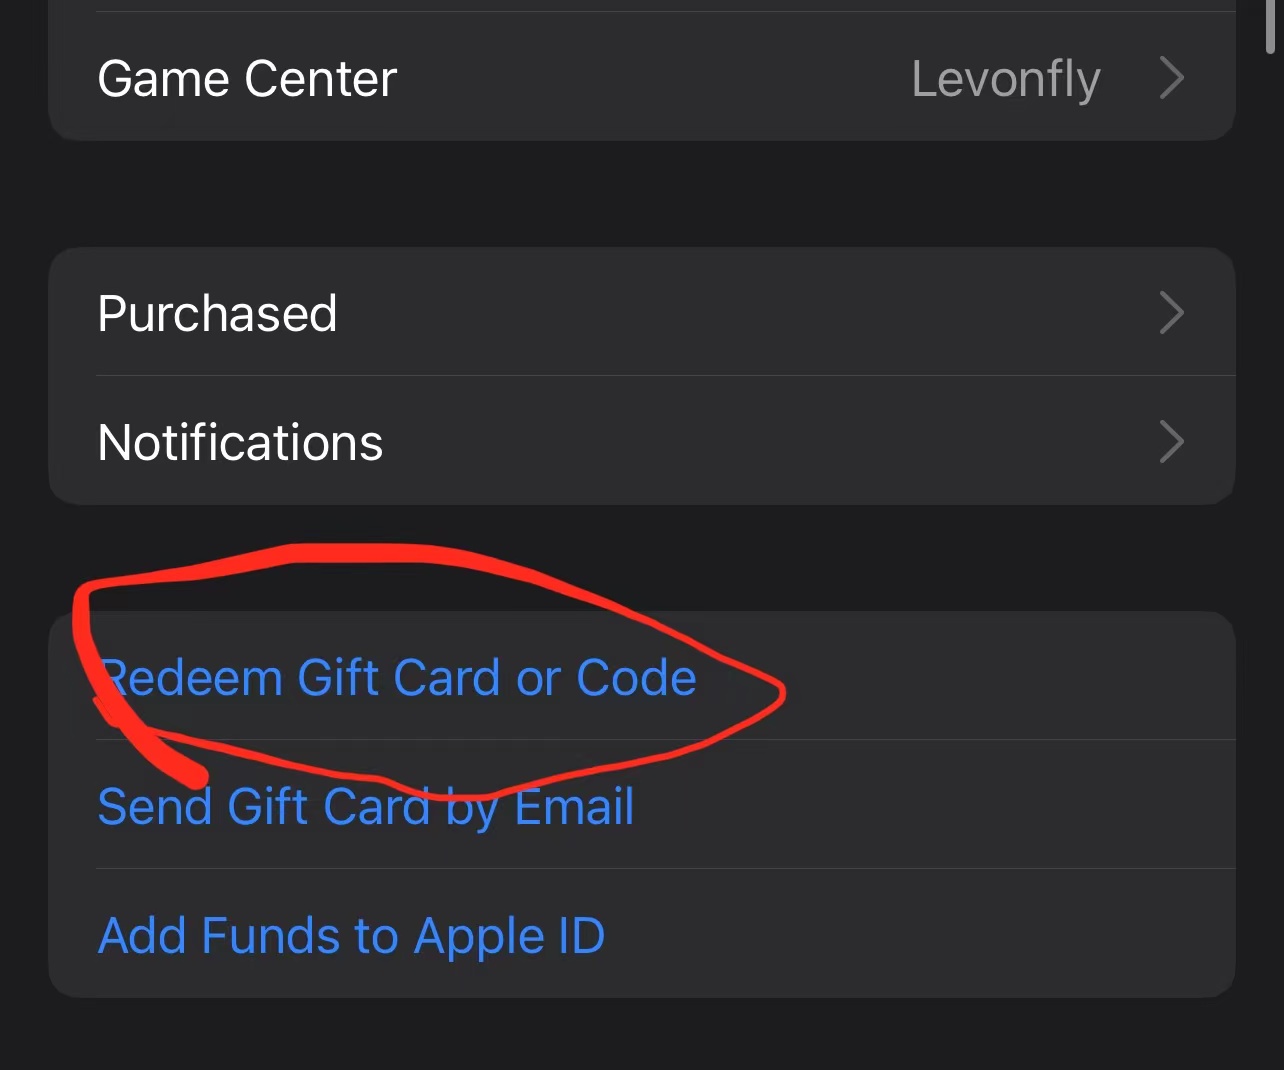 Game Center Levonfly
Purchased
Notifications
Redeem Gift Card or Code
Send Gift Card by Email
Add Funds to Apple ID